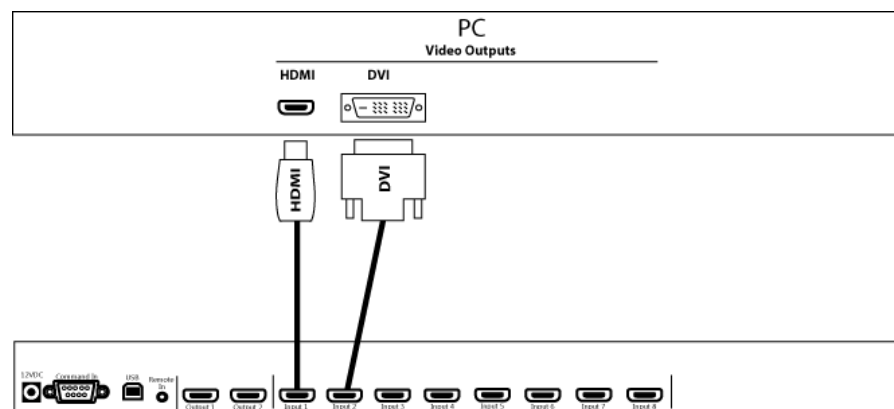 PC
Video Outputs
HDMI DVI
HDMI
DVI
12VDC Command In USB Remote In
Output 1 Output 2 Input 1 Input 2 Input 3 Input 4 Input 5 Input 6 Input 7 Input 8